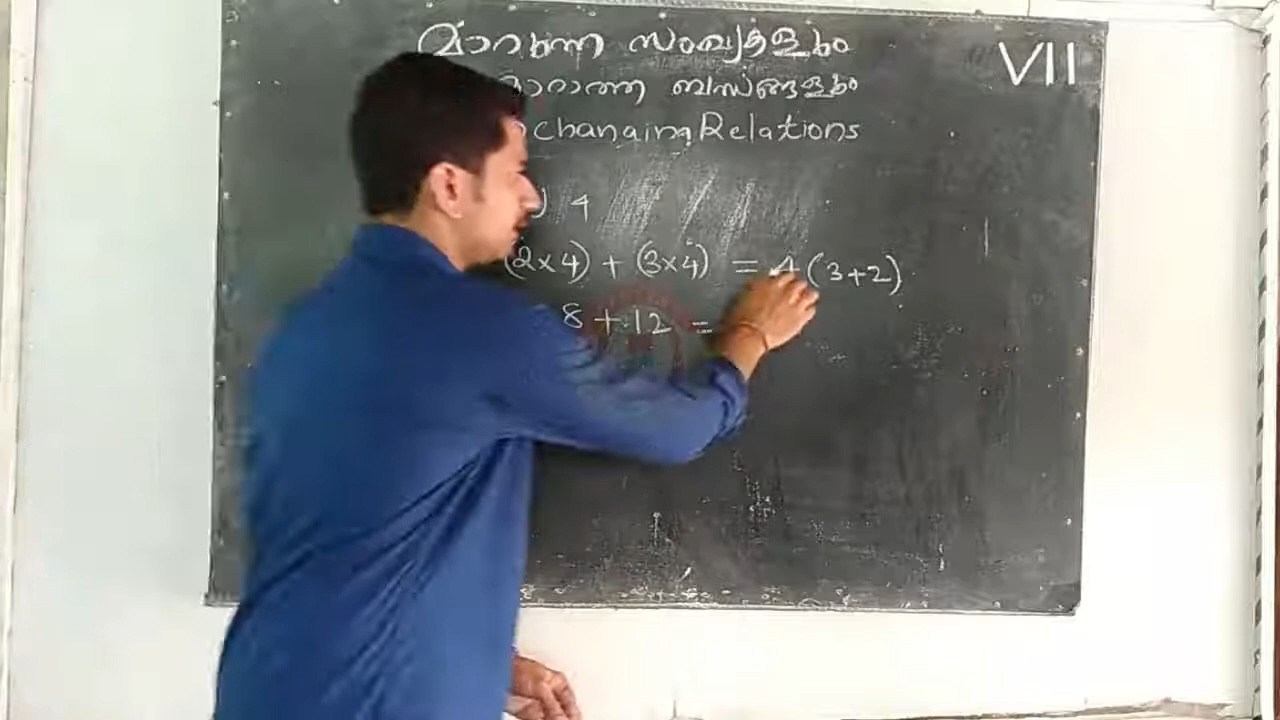 മാറുന്ന സംഖ്യകളും VII
മാറാത്ത ബന്ധങ്ങളും
changing Relations
4
(2×4) + (3×4) = 4(3+2)
8 + 12 =